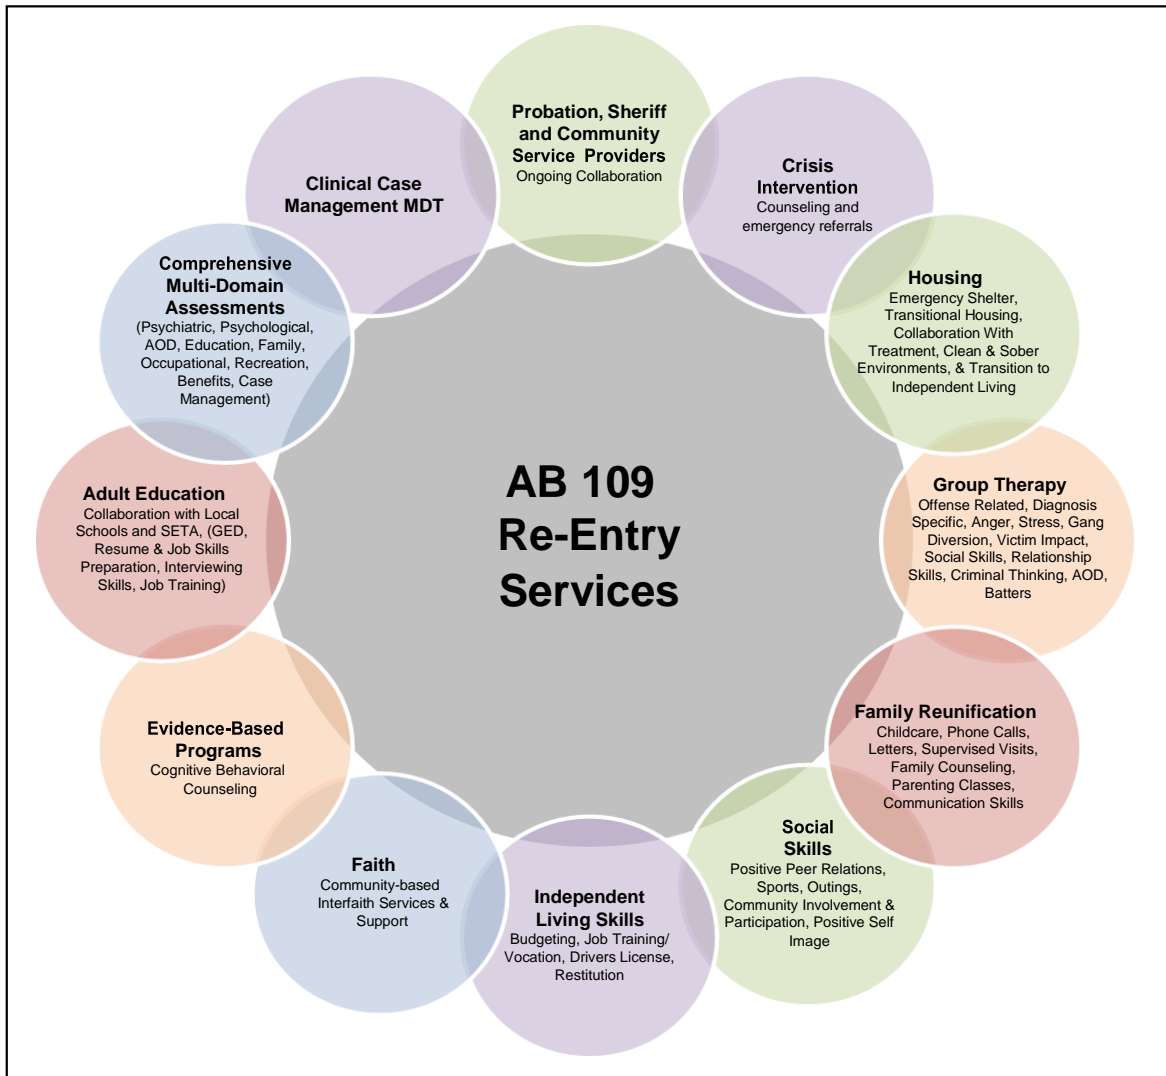 Probation, Sheriff
and Community
Service Providers
Ongoing Collaboration
Crisis
Intervention
Counseling and
emergency referrals
Housing
Emergency Shelter,
Transitional Housing,
Collaboration With
Treatment, Clean & Sober
Environments, & Transition to
Independent Living
Group Therapy
Offense Related, Diagnosis
Specific, Anger, Stress, Gang
Diversion, Victim Impact,
Social Skills, Relationship
Skills, Criminal Thinking, AOD,
Batters
Family Reunification
Childcare, Phone Calls,
Letters, Supervised Visits,
Family Counseling,
Parenting Classes,
Communication Skills
Social
Skills
Positive Peer Relations,
Sports, Outings,
Community Involvement &
Participation, Positive Self
Image
Independent
Living Skills
Budgeting, Job Training/
Vocation, Drivers License,
Restitution
Faith
Community-based
Interfaith Services &
Support
Evidence-Based
Programs
Cognitive Behavioral
Counseling
Adult Education
Collaboration with Local
Schools and SETA, (GED,
Resume & Job Skills
Preparation, Interviewing
Skills, Job Training)
Comprehensive
Multi-Domain
Assessments
(Psychiatric, Psychological,
AOD, Education, Family,
Occupational, Recreation,
Benefits, Case
Management)
Clinical Case
Management MDT
AB 109
Re-Entry
Services